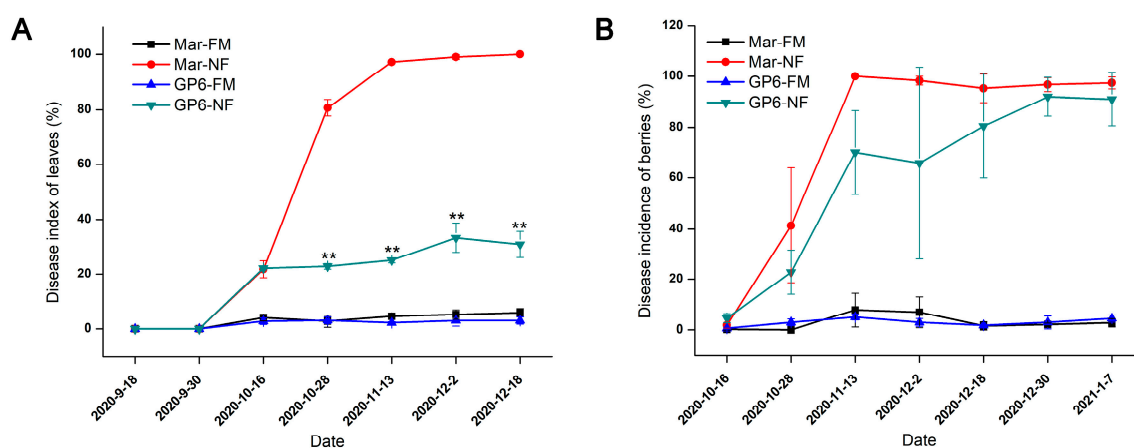 A
Mar-FM
Mar-NF
GP6-FM
GP6-NF
Disease index of leaves (%)
100
80
60
40
20
0
**
**
**
**
2020-9-18
2020-9-30
2020-10-16
2020-10-28
2020-11-13
2020-12-2
2020-12-18
Date
B
Mar-FM
Mar-NF
GP6-FM
GP6-NF
Disease incidence of berries (%)
120
100
80
60
40
20
0
2020-10-16
2020-10-28
2020-11-13
2020-12-2
2020-12-18
2020-12-30
2021-1-7
Date